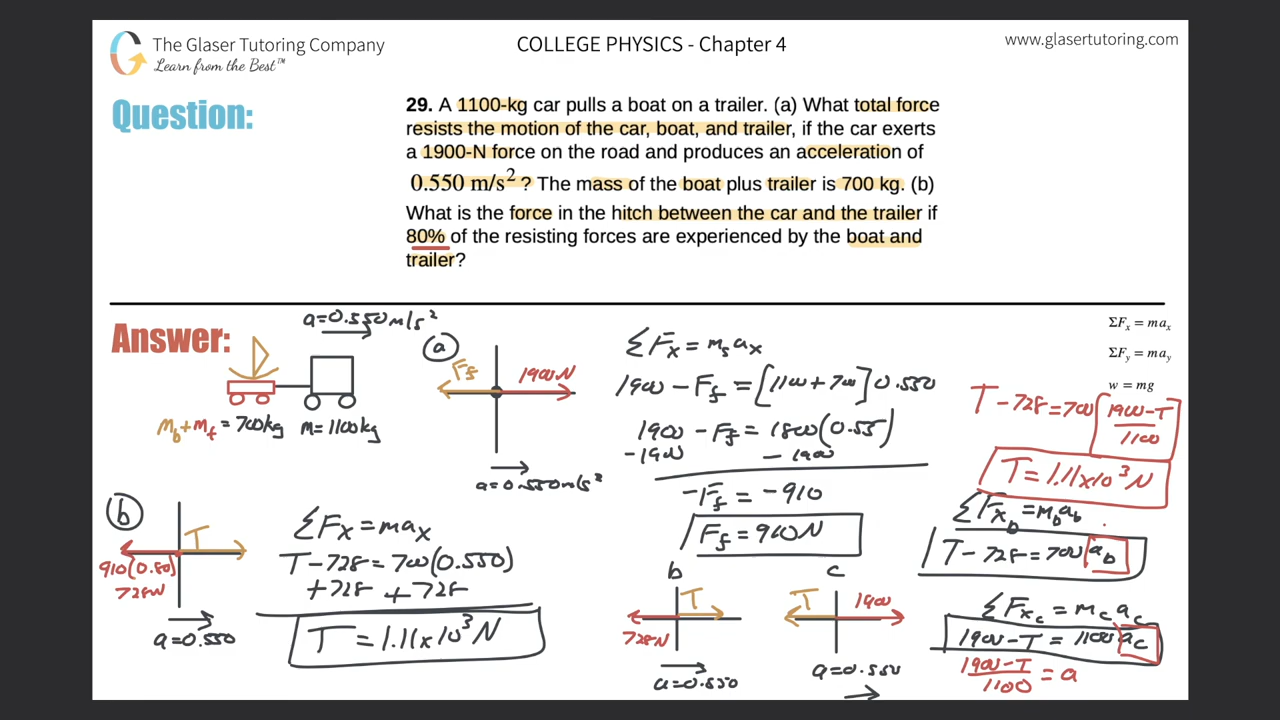 The Glaser Tutoring Company
Learn from the Best™
COLLEGE PHYSICS - Chapter 4
www.glasertutoring.com
Question:
29. A 1100-kg car pulls a boat on a trailer. (a) What total force
resists the motion of the car, boat, and trailer, if the car exerts
a 1900-N force on the road and produces an acceleration of
0.550 m/s² ? The mass of the boat plus trailer is 700 kg. (b)
What is the force in the hitch between the car and the trailer if
80% of the resisting forces are experienced by the boat and
trailer?
Answer:
a=0.550m/s²
M_b+M_t = 700kg
M=1100kg
a
F_f
1900N
a=0.550m/s²
ΣF_x = m_s a_x
1900 - F_f = [1100+700] 0.550
1900 - F_f = 1800(0.55)
-1900 - 1900
-F_f = -910
F_f = 910N
ΣF_x = ma_x
ΣF_y = ma_y
w = mg
T - 728 = 700 [1900-T / 1100]
T = 1.11x10³ N
b
T
910(0.80)
728N
a=0.550
ΣF_x = ma_x
T - 728 = 700(0.550)
+728 +728
T = 1.11x10³ N
b
T
728N
a=0.550
c
T
1900
a=0.550
ΣF_x_b = m_b a_b
T - 728 = 700 a_b
ΣF_x_c = m_c a_c
1900 - T = 1100 a_c
1900-T / 1100 = a